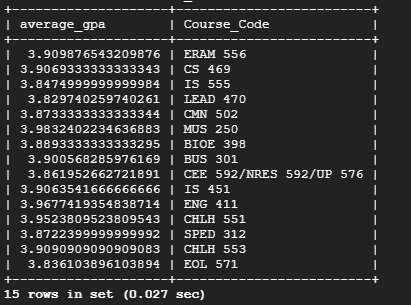 +--------------------+-------------------------+
| average_gpa | Course_Code |
+--------------------+-------------------------+
| 3.909876543209876 | ERAM 556 |
| 3.9069333333333343 | CS 469 |
| 3.8474999999999984 | IS 555 |
| 3.829740259740261 | LEAD 470 |
| 3.8733333333333344 | CMN 502 |
| 3.9832402234636883 | MUS 250 |
| 3.8893333333333295 | BIOE 398 |
| 3.900568285976169 | BUS 301 |
| 3.861952662721891 | CEE 592/NRES 592/UP 576 |
| 3.9063541666666666 | IS 451 |
| 3.9677419354838714 | ENG 411 |
| 3.9523809523809543 | CHLH 551 |
| 3.8722399999999992 | SPED 312 |
| 3.9090909090909083 | CHLH 553 |
| 3.836103896103894 | EOL 571 |
+--------------------+-------------------------+
15 rows in set (0.027 sec)